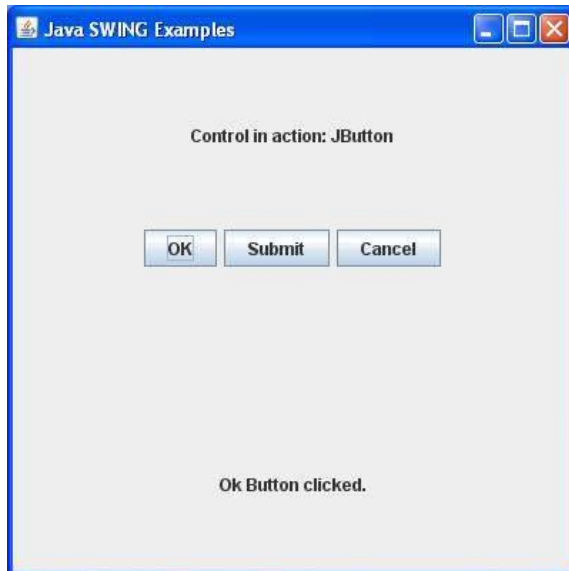 Java SWING Examples
Control in action: JButton
OK Submit Cancel
Ok Button clicked.